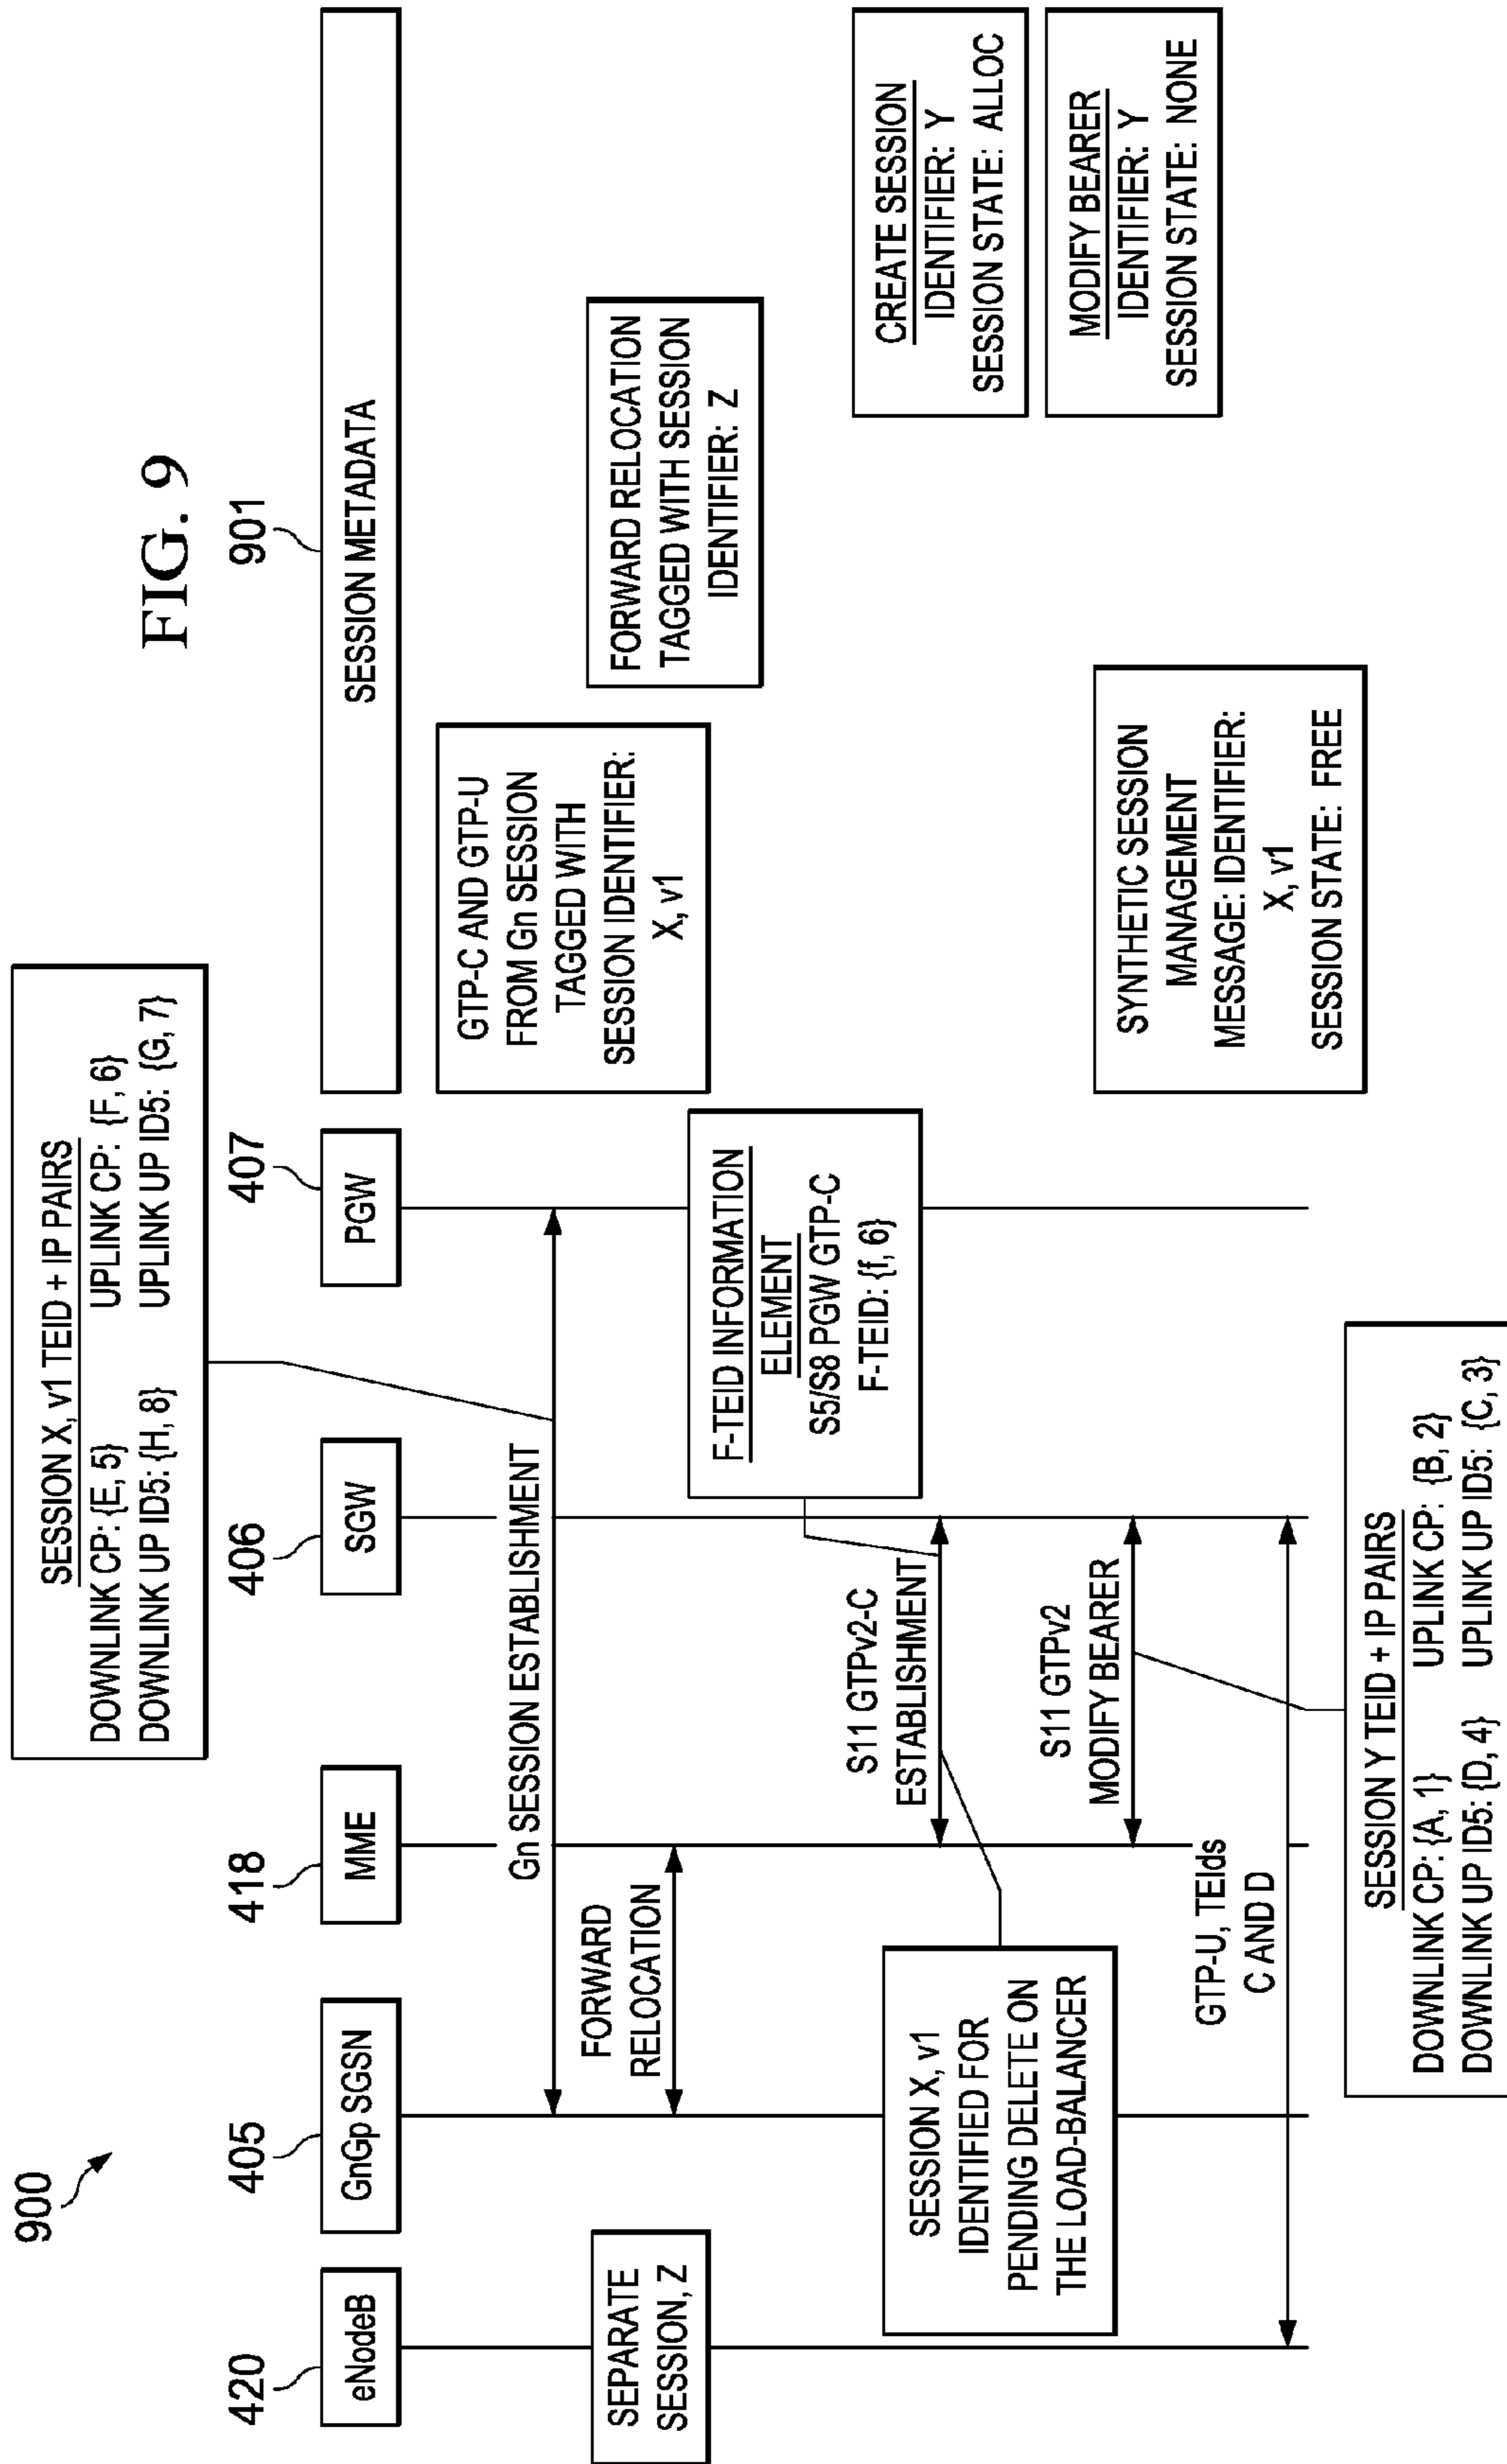 FIG. 9
900
SESSION X, v1 TEID + IP PAIRS
DOWNLINK CP: {E, 5} UPLINK CP: {F, 6}
DOWNLINK UP ID5: {H, 8} UPLINK UP ID5: {G, 7}
420
405
418
406
407
901
eNodeB
GnGp SGSN
MME
SGW
PGW
SESSION METADATA
Gn SESSION ESTABLISHMENT
GTP-C AND GTP-U
FROM Gn SESSION
TAGGED WITH
SESSION IDENTIFIER:
X, v1
SEPARATE
SESSION, Z
FORWARD
RELOCATION
FORWARD RELOCATION
TAGGED WITH SESSION
IDENTIFIER: Z
F-TEID INFORMATION
ELEMENT
S5/S8 PGW GTP-C
F-TEID: {f, 6}
S11 GTPv2-C
ESTABLISHMENT
CREATE SESSION
IDENTIFIER: Y
SESSION STATE: ALLOC
SESSION X, v1
IDENTIFIED FOR
PENDING DELETE ON
THE LOAD-BALANCER
S11 GTPv2
MODIFY BEARER
MODIFY BEARER
IDENTIFIER: Y
SESSION STATE: NONE
SYNTHETIC SESSION
MANAGEMENT
MESSAGE: IDENTIFIER:
X, v1
SESSION STATE: FREE
GTP-U, TEIds
C AND D
SESSION Y TEID + IP PAIRS
DOWNLINK CP: {A, 1} UPLINK CP: {B, 2}
DOWNLINK UP ID5: {D, 4} UPLINK UP ID5: {C, 3}